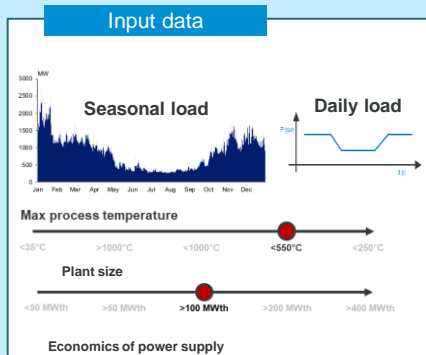 Input data
MW
3000
2500
2000
1500
1000
500
0
Jan Feb Mar Apr May Jun Jul Aug Sep Oct Nov Dec
Seasonal load
Daily load
Max process temperature
<35°C >1000°C <1000°C <550°C <250°C
Plant size
<50 MWth >50 MWth >100 MWth >200 MWth >400 MWth
Economics of power supply